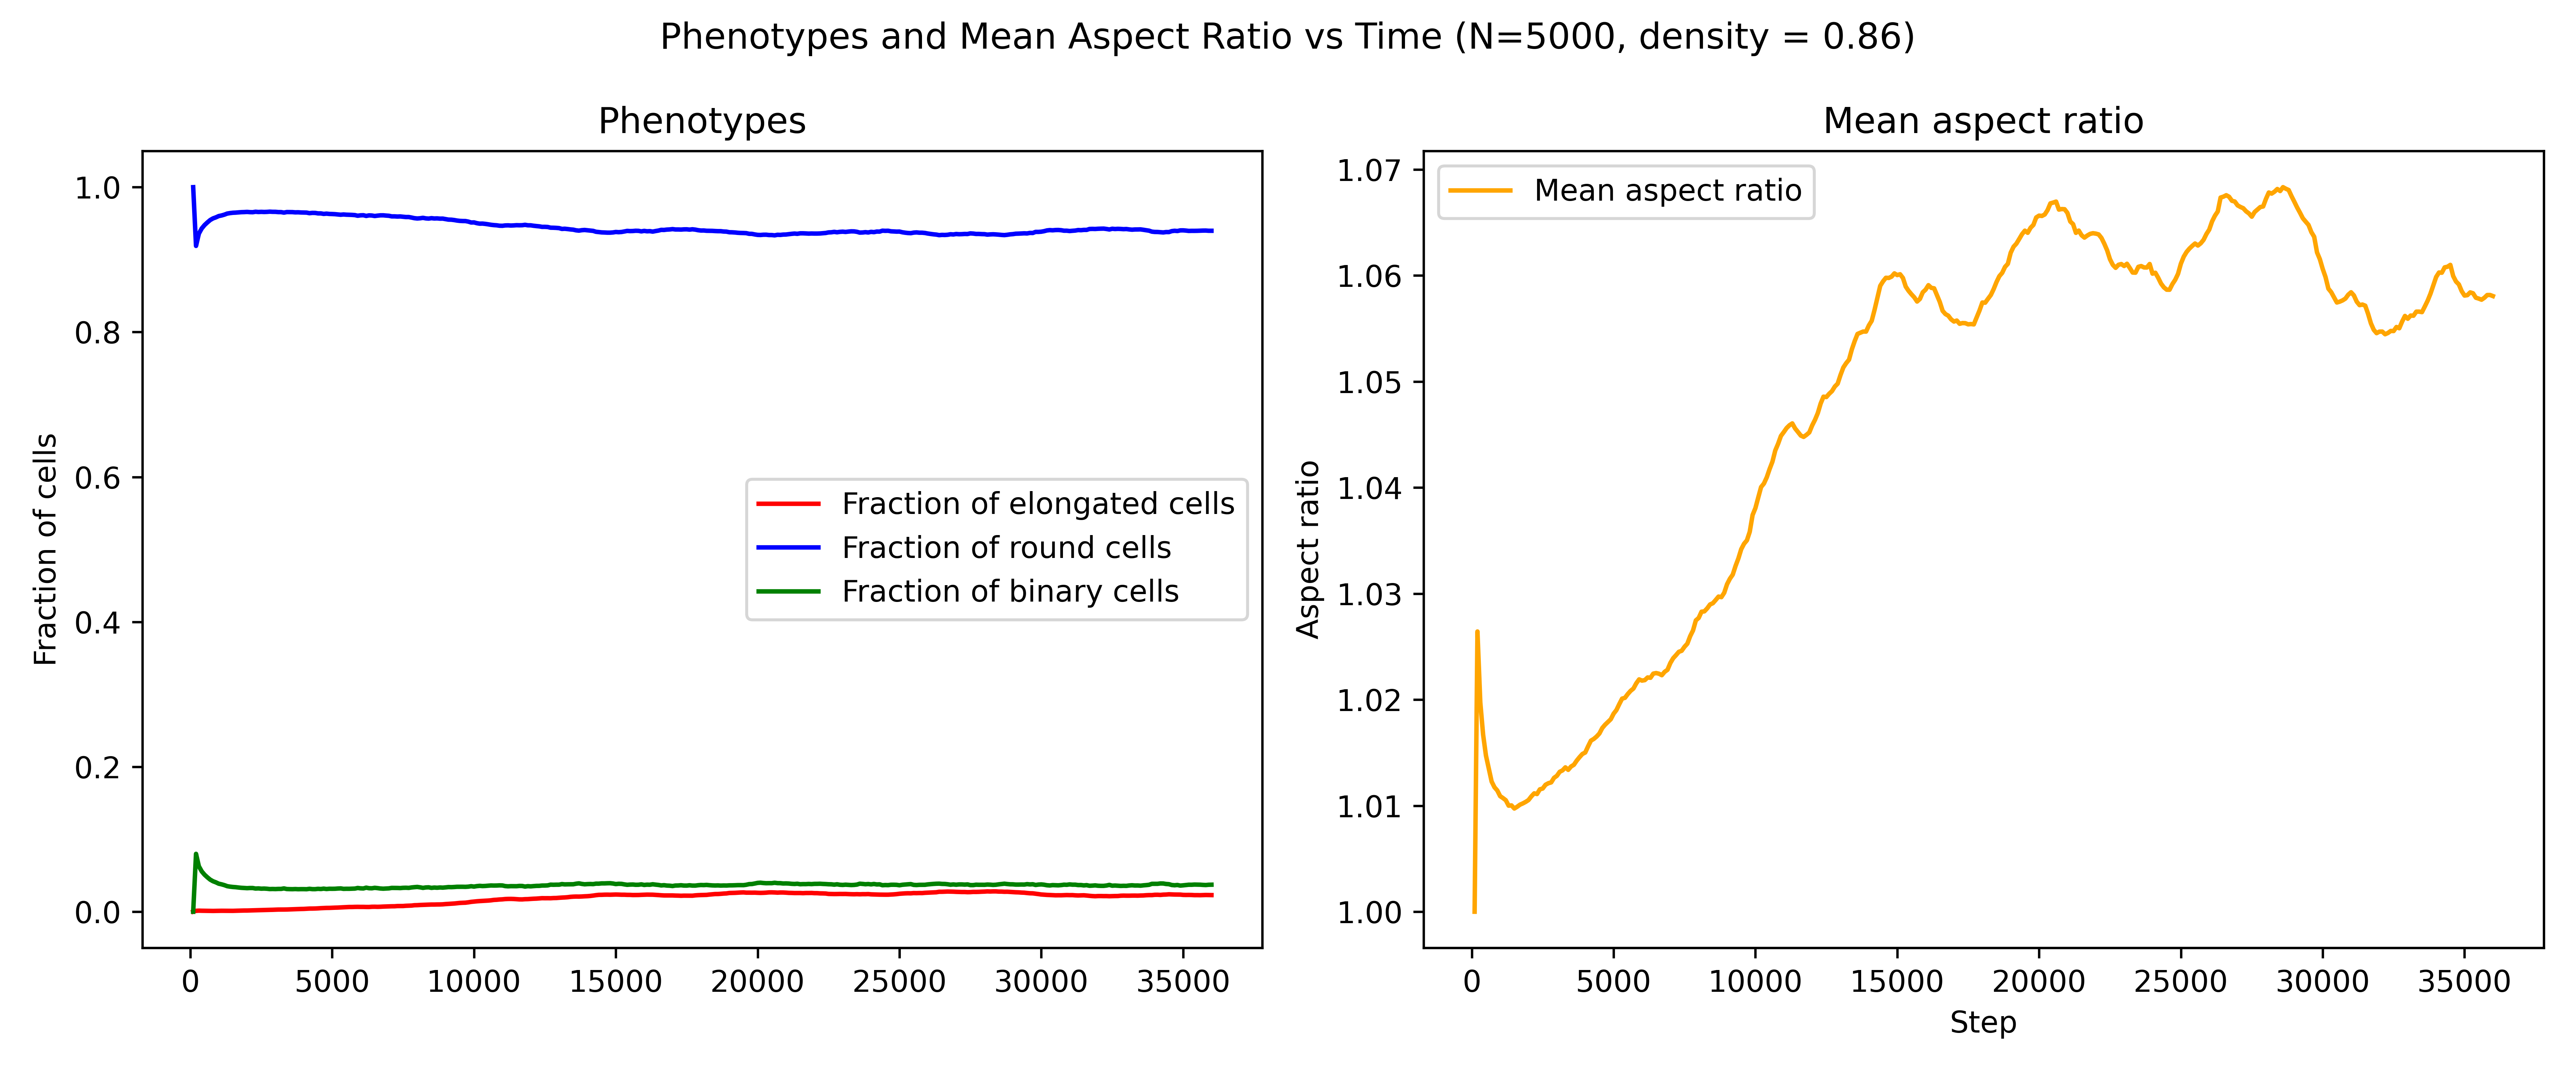 Phenotypes and Mean Aspect Ratio vs Time (N=5000, density = 0.86)
Phenotypes
Fraction of cells
1.0
0.8
0.6
0.4
0.2
0.0
Fraction of elongated cells
Fraction of round cells
Fraction of binary cells
0 5000 10000 15000 20000 25000 30000 35000
Mean aspect ratio
Aspect ratio
1.07
1.06
1.05
1.04
1.03
1.02
1.01
1.00
Mean aspect ratio
0 5000 10000 15000 20000 25000 30000 35000
Step